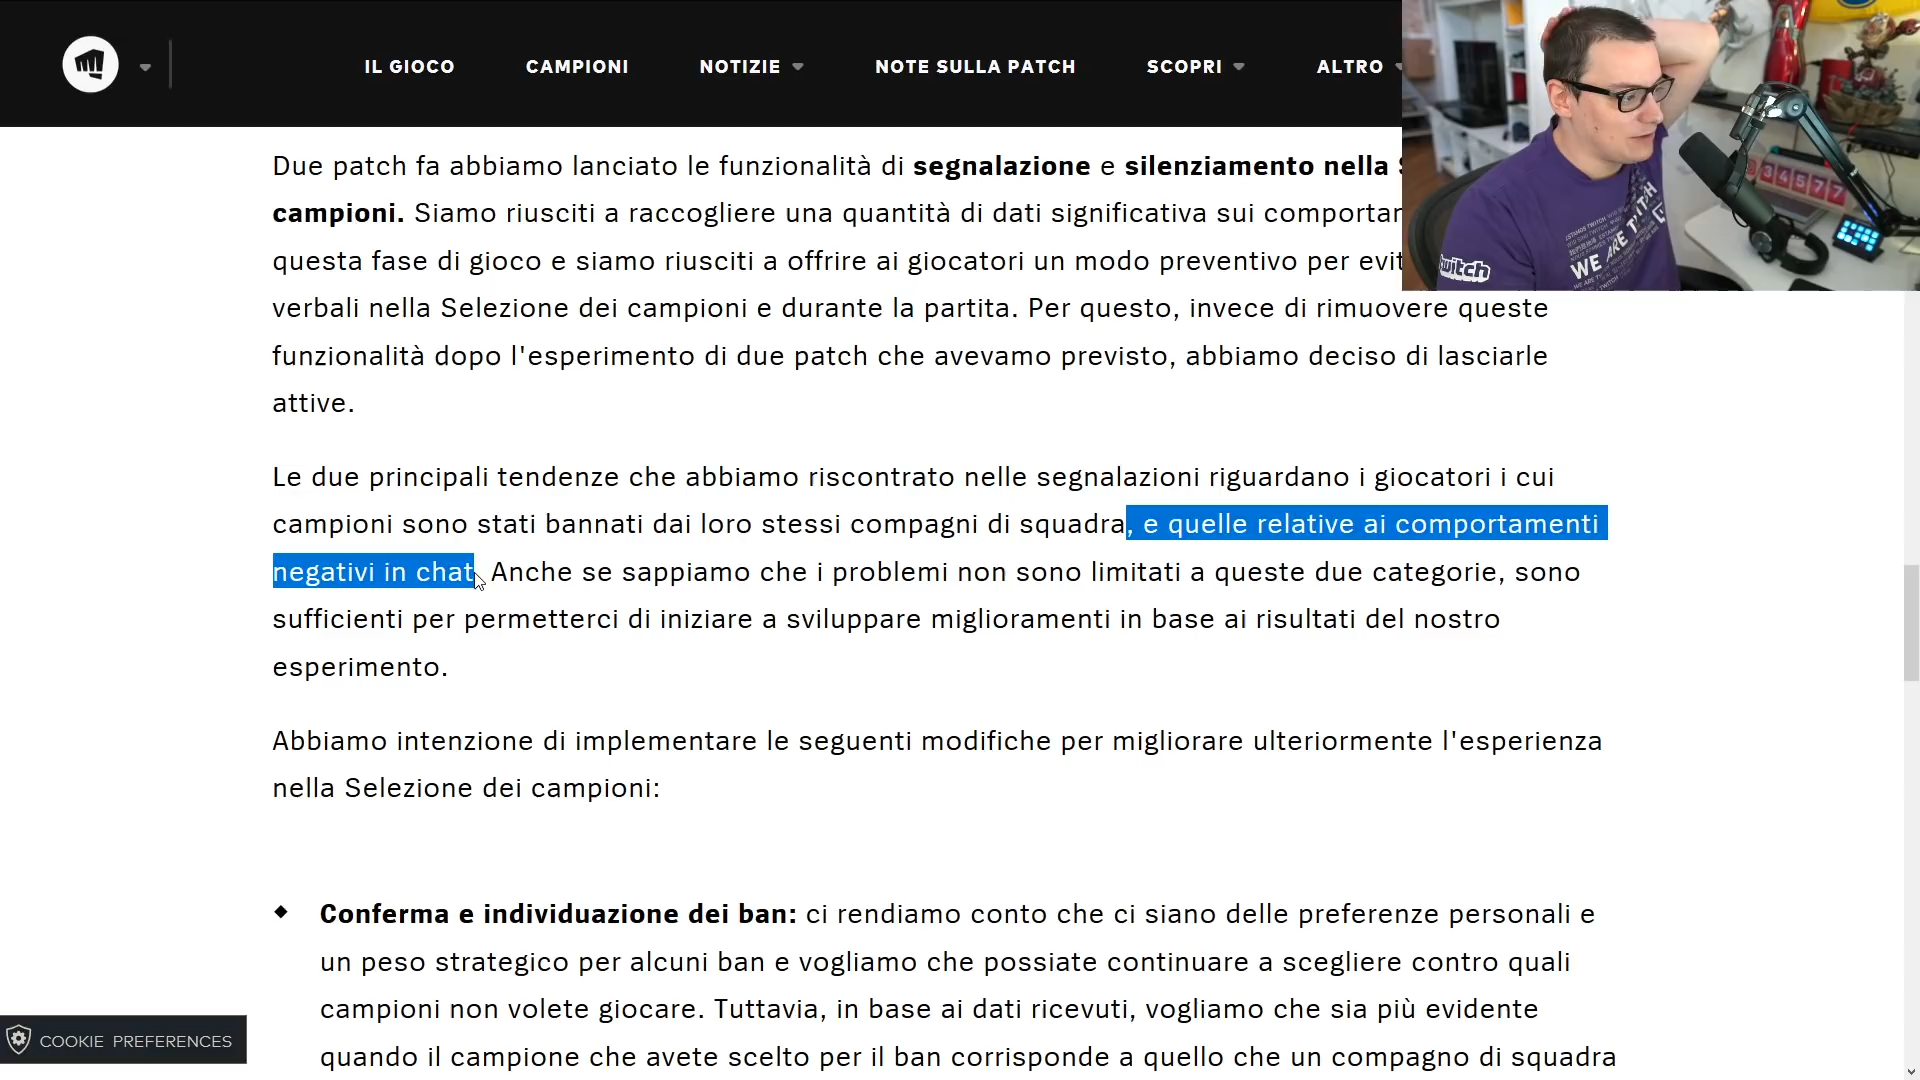 IL GIOCO CAMPIONI NOTIZIE NOTE SULLA PATCH SCOPRI ALTRO
Due patch fa abbiamo lanciato le funzionalità di segnalazione e silenziamento nella
campioni. Siamo riusciti a raccogliere una quantità di dati significativa sui
questa fase di gioco e siamo riusciti a offrire ai giocatori un modo preventivo per
verbali nella Selezione dei campioni e durante la partita. Per questo, invece di rimuovere queste
funzionalità dopo l'esperimento di due patch che avevamo previsto, abbiamo deciso di lasciarle
attive.
Le due principali tendenze che abbiamo riscontrato nelle segnalazioni riguardano i giocatori i cui
campioni sono stati bannati dai loro stessi compagni di squadra, e quelle relative ai comportamenti
negativi in chat. Anche se sappiamo che i problemi non sono limitati a queste due categorie, sono
sufficienti per permetterci di iniziare a sviluppare miglioramenti in base ai risultati del nostro
esperimento.
Abbiamo intenzione di implementare le seguenti modifiche per migliorare ulteriormente l'esperienza
nella Selezione dei campioni:
Conferma e individuazione dei ban: ci rendiamo conto che ci siano delle preferenze personali e
un peso strategico per alcuni ban e vogliamo che possiate continuare a scegliere contro quali
campioni non volete giocare. Tuttavia, in base ai dati ricevuti, vogliamo che sia più evidente
quando il campione che avete scelto per il ban corrisponde a quello che un compagno di squadra
COOKIE PREFERENCES
WE ARE TWITCH
twitch
34577